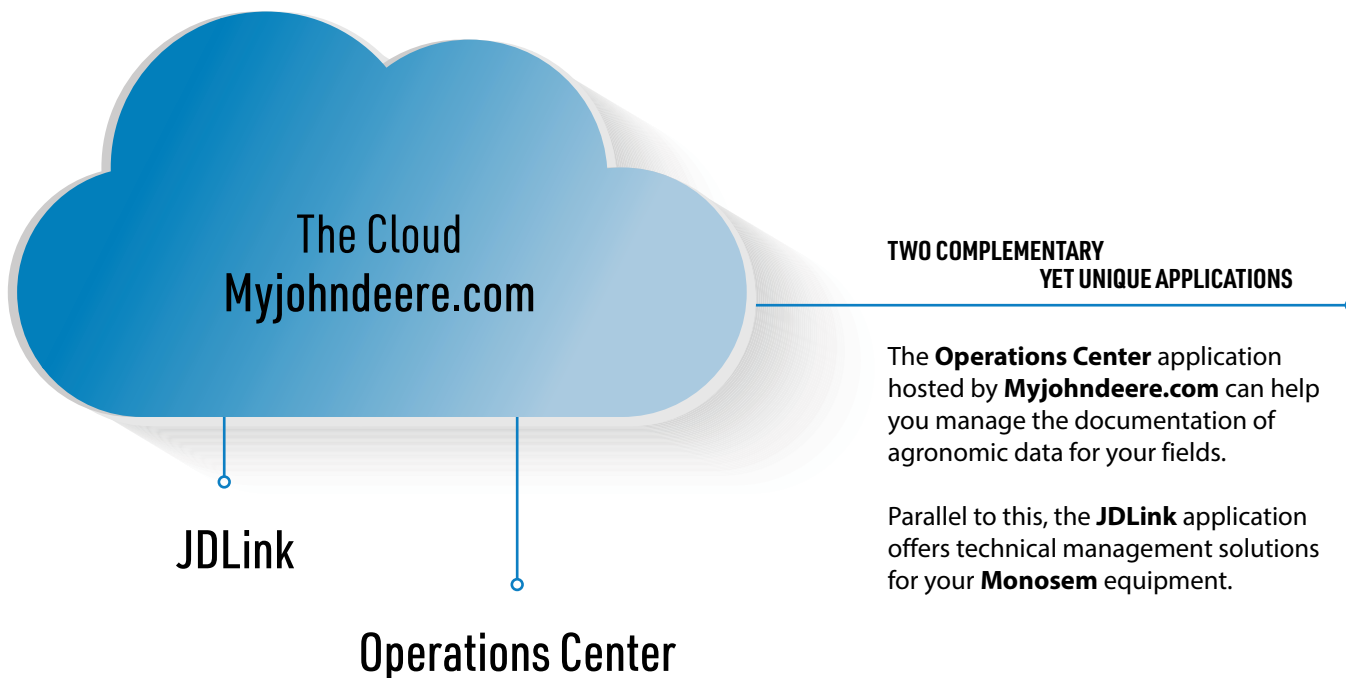 The Cloud
Myjohndeere.com
JDLink
Operations Center
TWO COMPLEMENTARY
YET UNIQUE APPLICATIONS
The Operations Center application
hosted by Myjohndeere.com can help
you manage the documentation of
agronomic data for your fields.
Parallel to this, the JDLink application
offers technical management solutions
for your Monosem equipment.